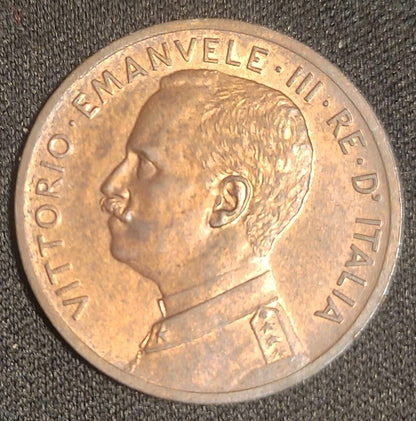 VITTORIO · EMANVELE · III · RE · D' ITALIA